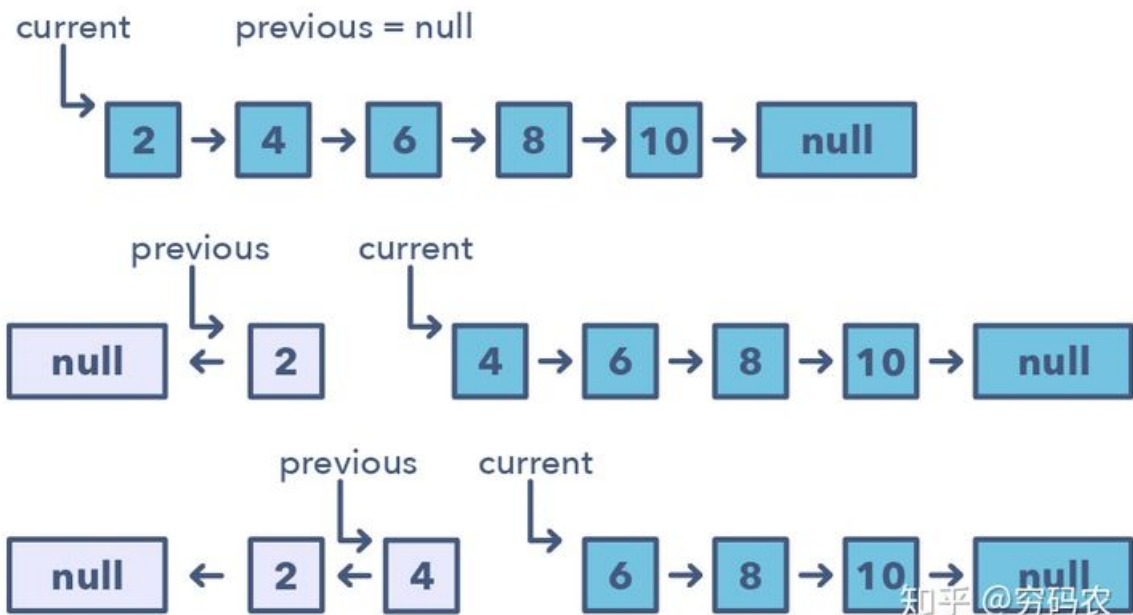 current previous = null
2 → 4 → 6 → 8 → 10 → null
previous current
null ← 2 4 → 6 → 8 → 10 → null
previous current
null ← 2 ← 4 6 → 8 → 10 → null
知乎 @穷码农